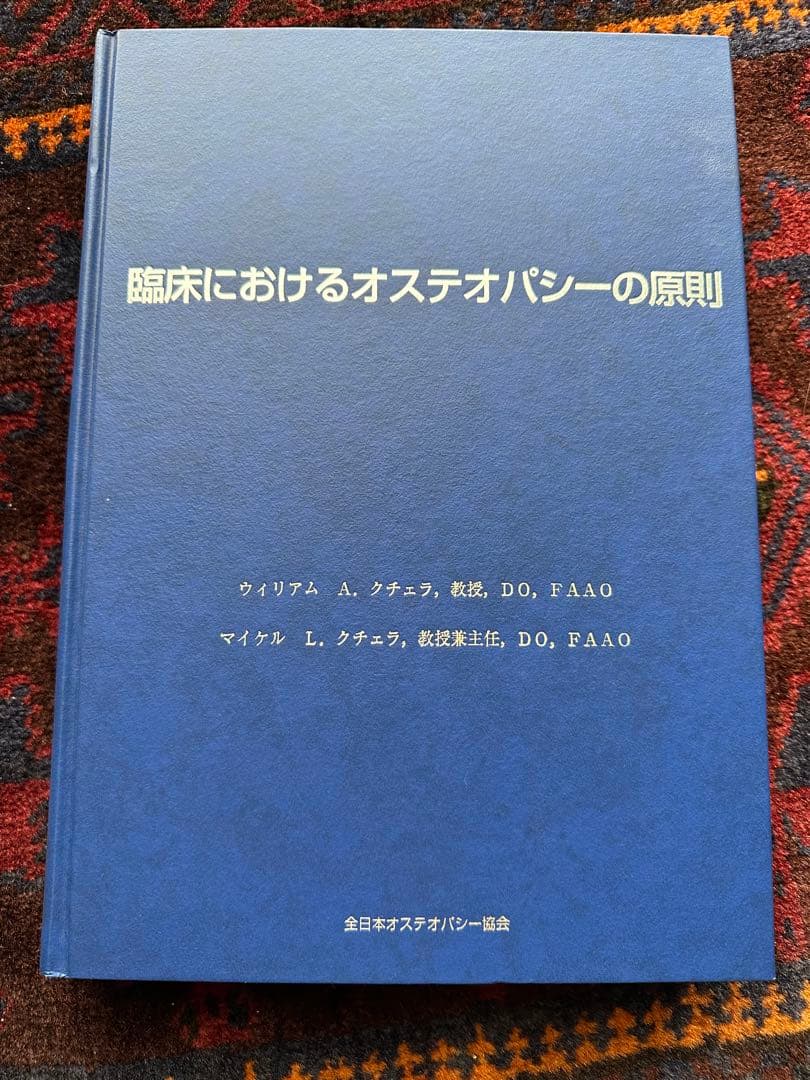 臨床におけるオステオパシーの原則
ウィリアム　A. クチェラ, 教授, DO, FAAO
マイケル　L. クチェラ, 教授兼主任, DO, FAAO
全日本オステオパシー協会